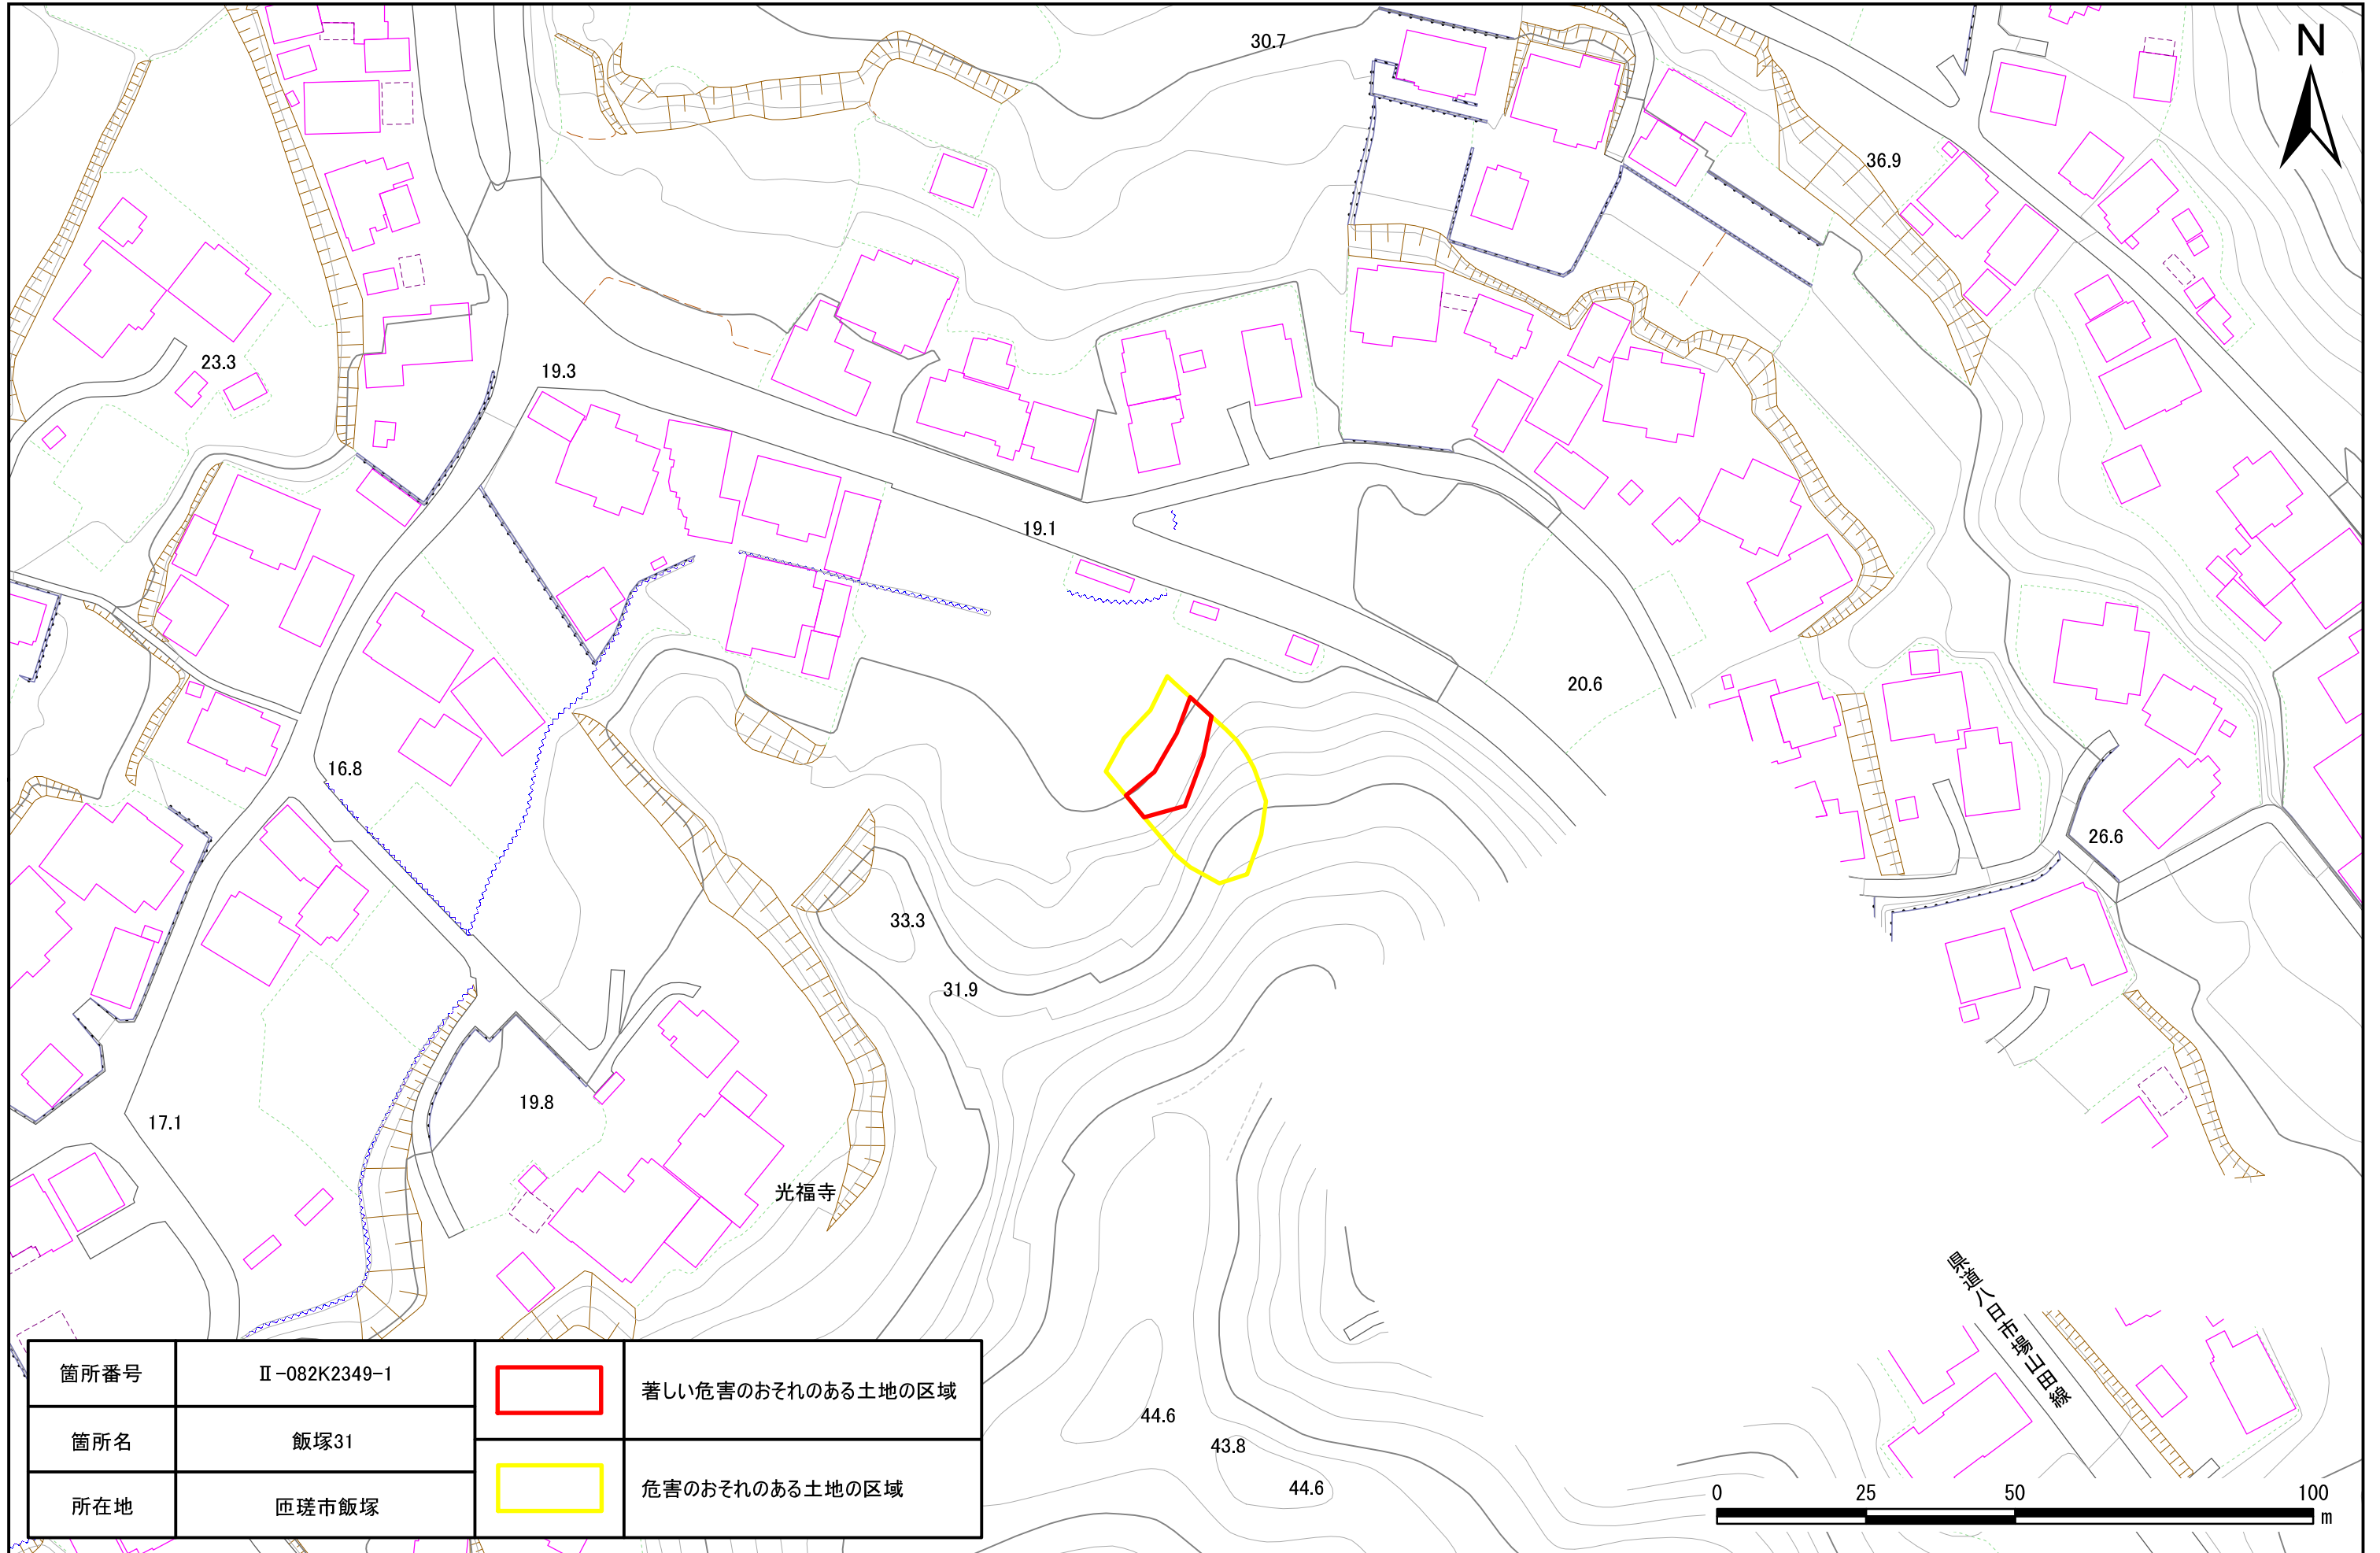 30.7
N
36.9
23.3
19.3
19.1
20.6
16.8
26.6
33.3
31.9
19.8
17.1
光福寺
県道八日市場山田線
44.6
43.8
44.6
箇所番号 Ⅱ-082K2349-1
箇所名 飯塚31
所在地 匝瑳市飯塚
著しい危害のおそれのある土地の区域
危害のおそれのある土地の区域
0 25 50 100
m